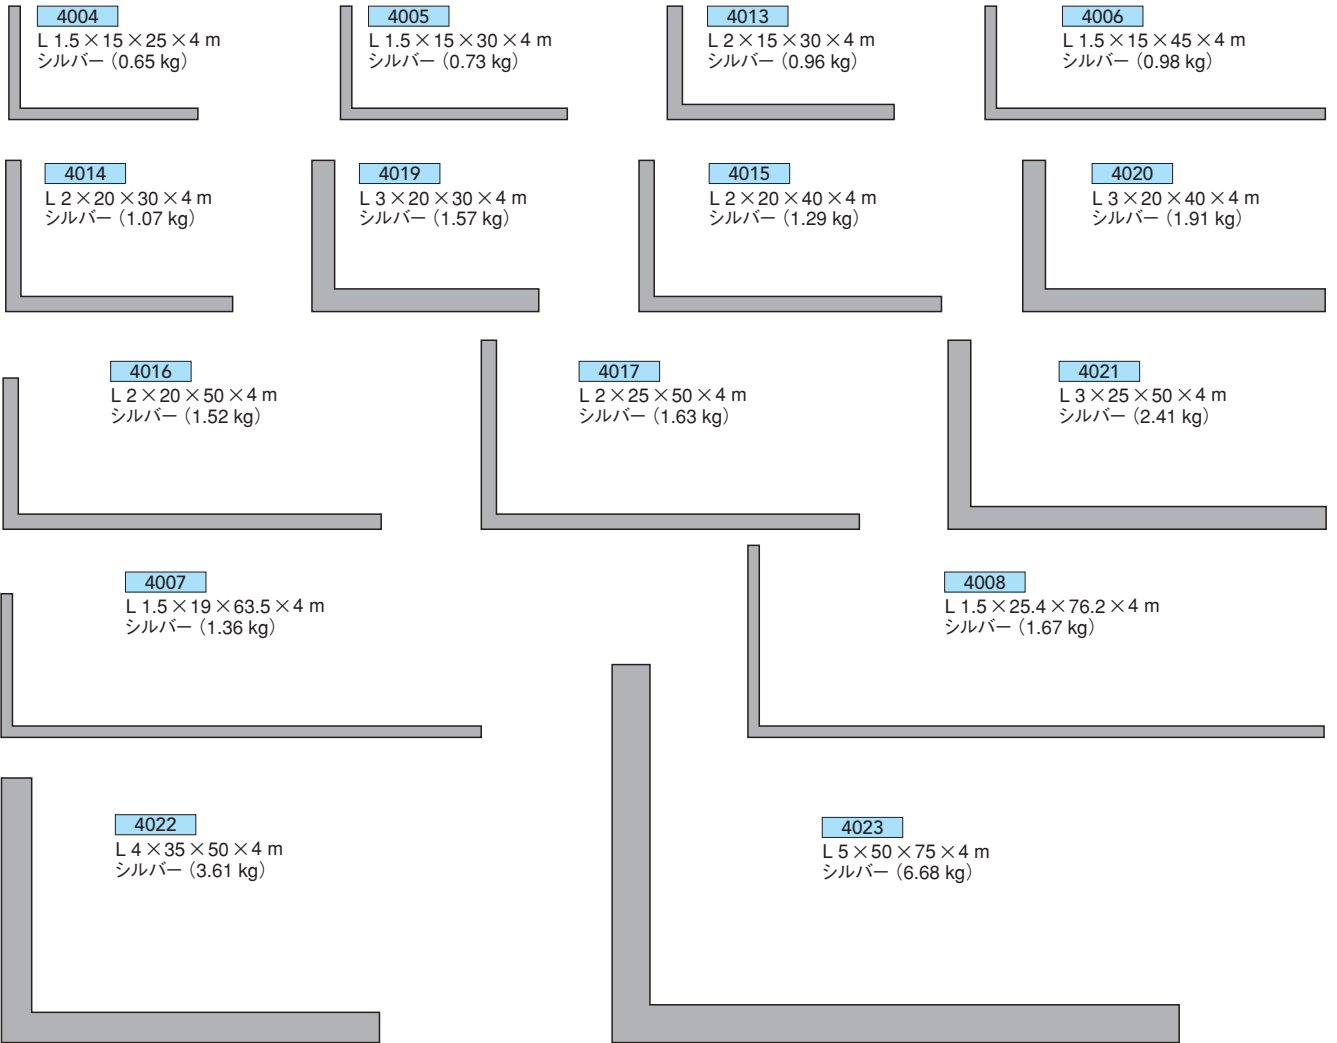 4004
L 1.5×15×25×4 m
シルバー（0.65 kg）
4005
L 1.5×15×30×4 m
シルバー（0.73 kg）
4013
L 2×15×30×4 m
シルバー（0.96 kg）
4006
L 1.5×15×45×4 m
シルバー（0.98 kg）
4014
L 2×20×30×4 m
シルバー（1.07 kg）
4019
L 3×20×30×4 m
シルバー（1.57 kg）
4015
L 2×20×40×4 m
シルバー（1.29 kg）
4020
L 3×20×40×4 m
シルバー（1.91 kg）
4016
L 2×20×50×4 m
シルバー（1.52 kg）
4017
L 2×25×50×4 m
シルバー（1.63 kg）
4021
L 3×25×50×4 m
シルバー（2.41 kg）
4007
L 1.5×19×63.5×4 m
シルバー（1.36 kg）
4008
L 1.5×25.4×76.2×4 m
シルバー（1.67 kg）
4022
L 4×35×50×4 m
シルバー（3.61 kg）
4023
L 5×50×75×4 m
シルバー（6.68 kg）